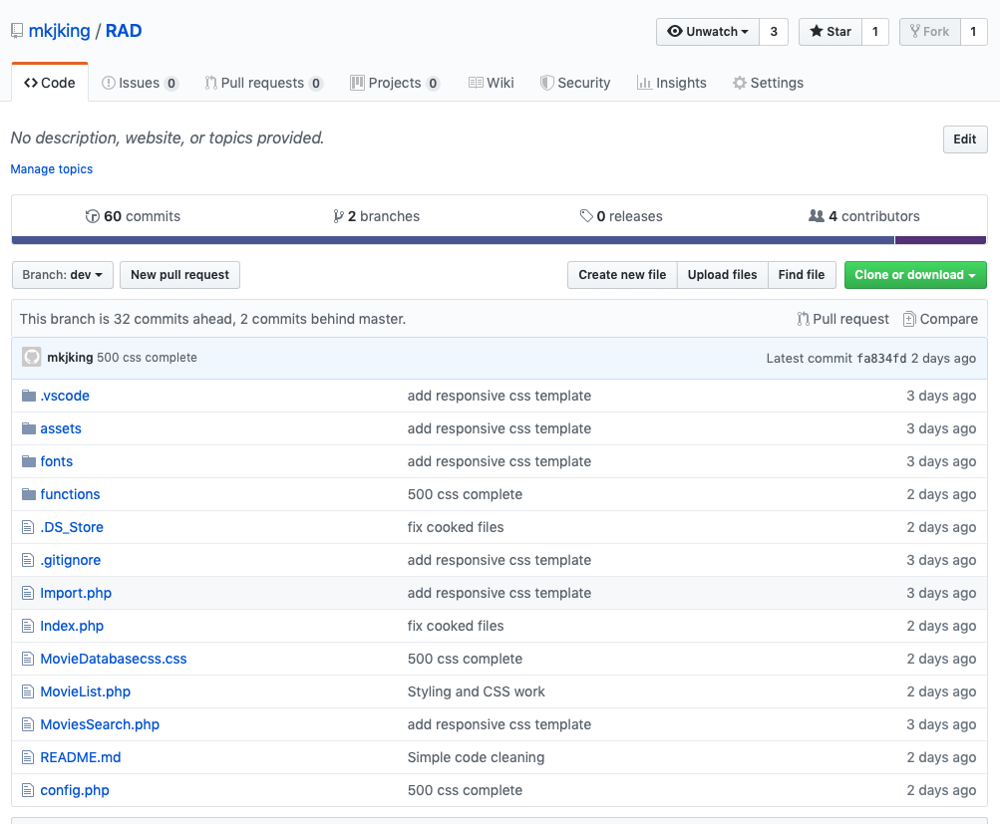 mkjking / RAD Unwatch 3 Star 1 Fork 1
Code Issues 0 Pull requests 0 Projects 0 Wiki Security Insights Settings
No description, website, or topics provided. Edit
Manage topics
60 commits 2 branches 0 releases 4 contributors
Branch: dev New pull request Create new file Upload files Find file Clone or download
This branch is 32 commits ahead, 2 commits behind master. Pull request Compare
mkjking 500 css complete Latest commit fa834fd 2 days ago
.vscode add responsive css template 3 days ago
assets add responsive css template 3 days ago
fonts add responsive css template 3 days ago
functions 500 css complete 2 days ago
.DS_Store fix cooked files 2 days ago
.gitignore add responsive css template 3 days ago
Import.php add responsive css template 3 days ago
Index.php fix cooked files 2 days ago
MovieDatabasecss.css 500 css complete 2 days ago
MovieList.php Styling and CSS work 2 days ago
MoviesSearch.php add responsive css template 3 days ago
README.md Simple code cleaning 2 days ago
config.php 500 css complete 2 days ago